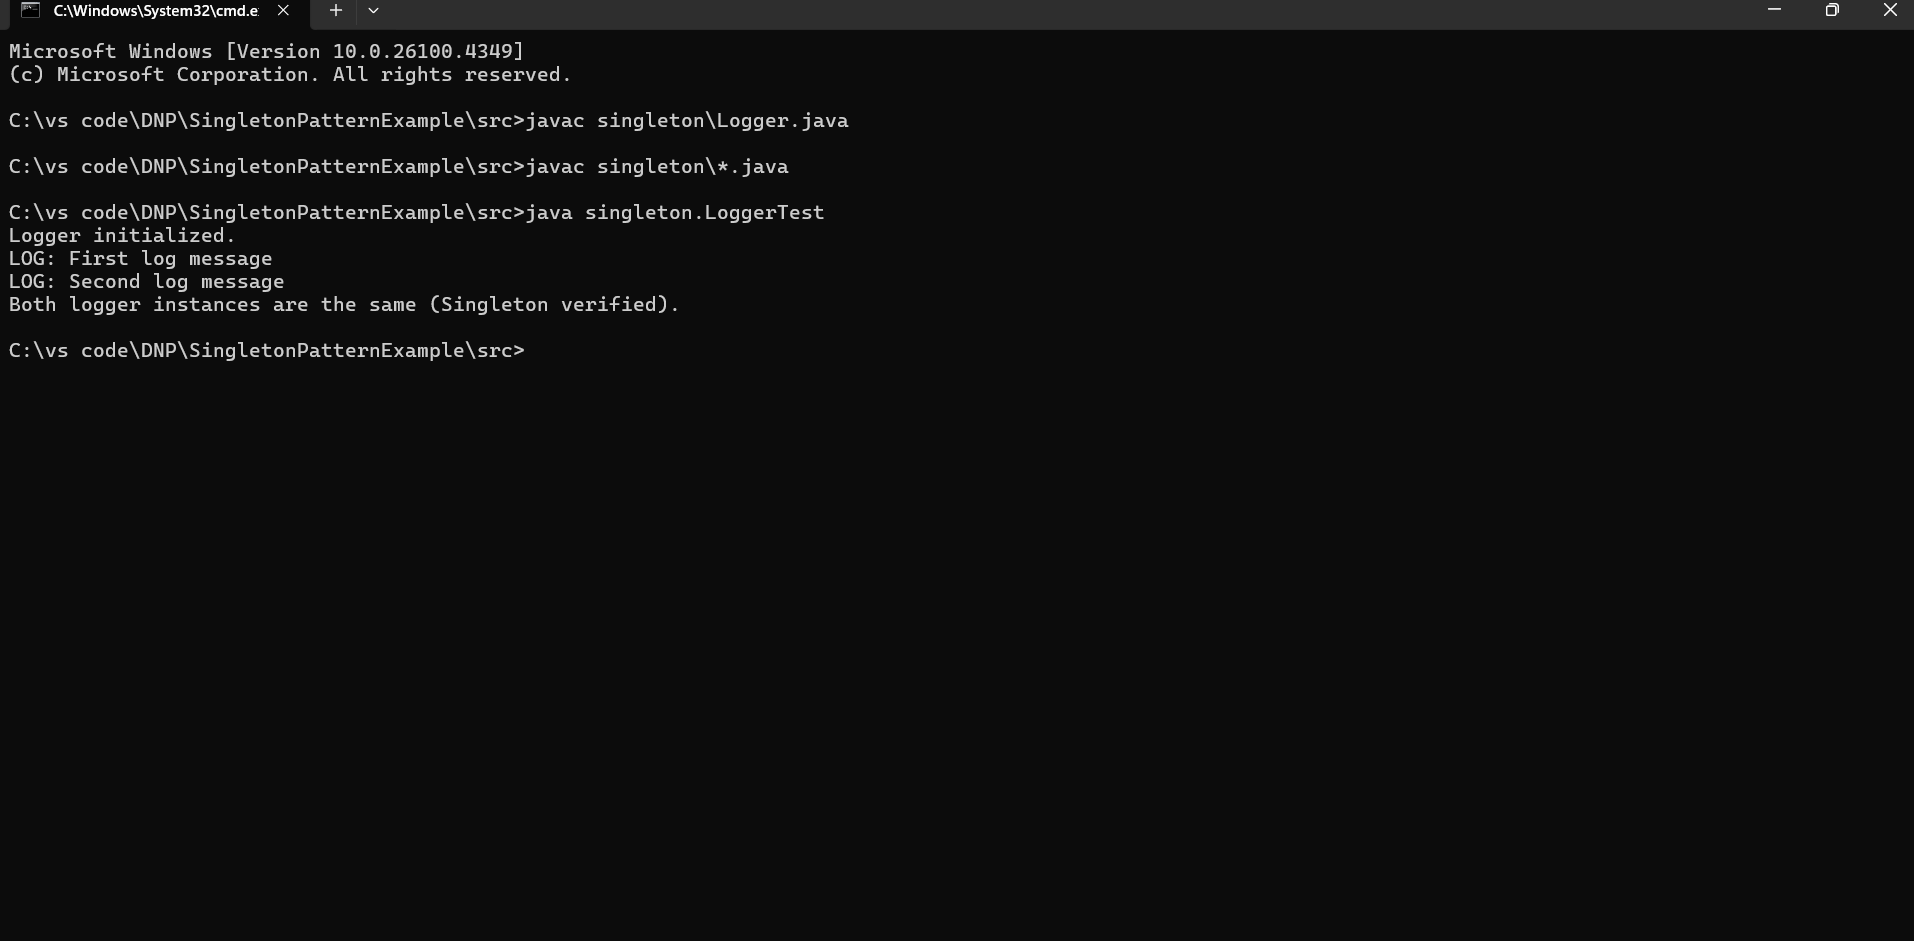 C:\Windows\System32\cmd.e
Microsoft Windows [Version 10.0.26100.4349]
(c) Microsoft Corporation. All rights reserved.
C:\vs code\DNP\SingletonPatternExample\src>javac singleton\Logger.java
C:\vs code\DNP\SingletonPatternExample\src>javac singleton\*.java
C:\vs code\DNP\SingletonPatternExample\src>java singleton.LoggerTest
Logger initialized.
LOG: First log message
LOG: Second log message
Both logger instances are the same (Singleton verified).
C:\vs code\DNP\SingletonPatternExample\src>